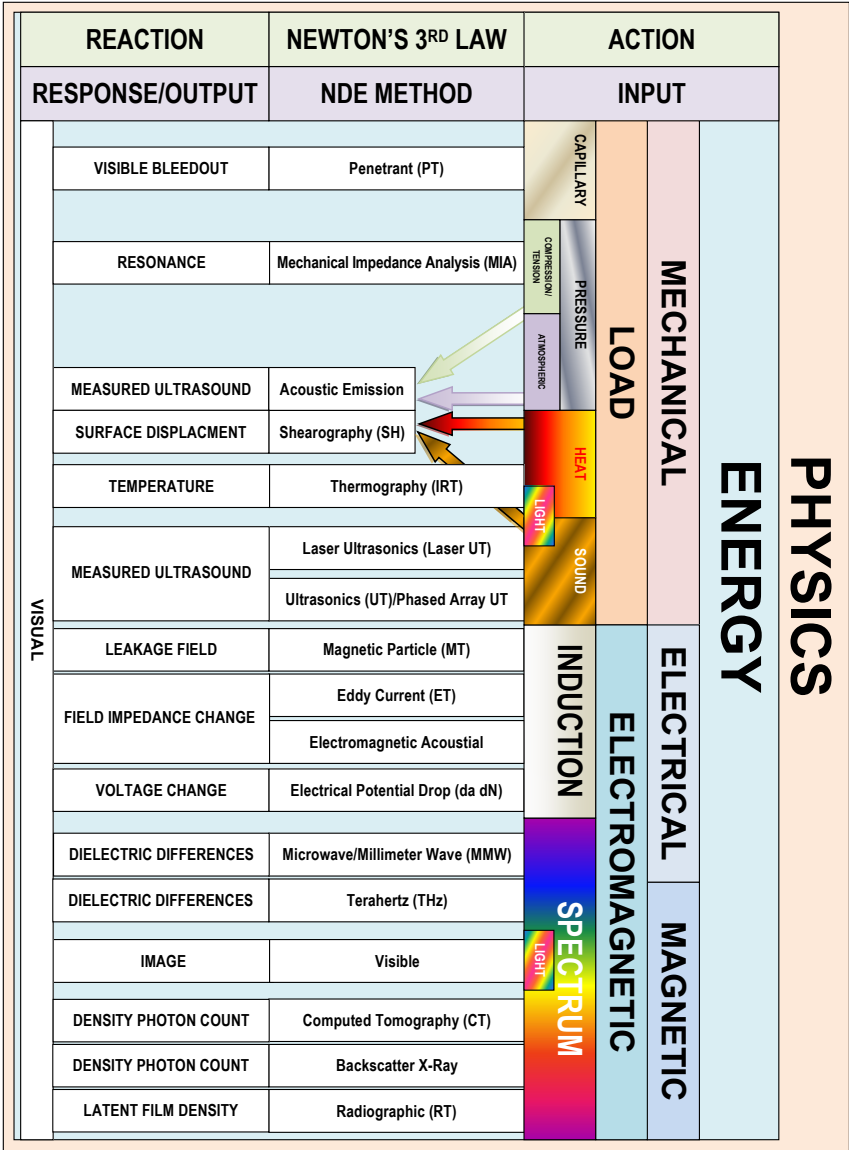 REACTION
NEWTON'S 3RD LAW
ACTION
RESPONSE/OUTPUT
NDE METHOD
INPUT
VISIBLE BLEEDOUT
Penetrant (PT)
RESONANCE
Mechanical Impedance Analysis (MIA)
MEASURED ULTRASOUND
Acoustic Emission
SURFACE DISPLACMENT
Shearography (SH)
TEMPERATURE
Thermography (IRT)
MEASURED ULTRASOUND
Laser Ultrasonics (Laser UT)
Ultrasonics (UT)/Phased Array UT
LEAKAGE FIELD
Magnetic Particle (MT)
FIELD IMPEDANCE CHANGE
Eddy Current (ET)
Electromagnetic Acoustial
VOLTAGE CHANGE
Electrical Potential Drop (da dN)
DIELECTRIC DIFFERENCES
Microwave/Millimeter Wave (MMW)
DIELECTRIC DIFFERENCES
Terahertz (THz)
IMAGE
Visible
DENSITY PHOTON COUNT
Computed Tomography (CT)
DENSITY PHOTON COUNT
Backscatter X-Ray
LATENT FILM DENSITY
Radiographic (RT)
VISUAL
CAPILLARY
COMPRESSION/
TENSION
ATMOSPHERIC
PRESSURE
HEAT
LIGHT
SOUND
INDUCTION
SPECTRUM
LIGHT
LOAD
ELECTROMAGNETIC
MECHANICAL
ELECTRICAL
MAGNETIC
ENERGY
PHYSICS